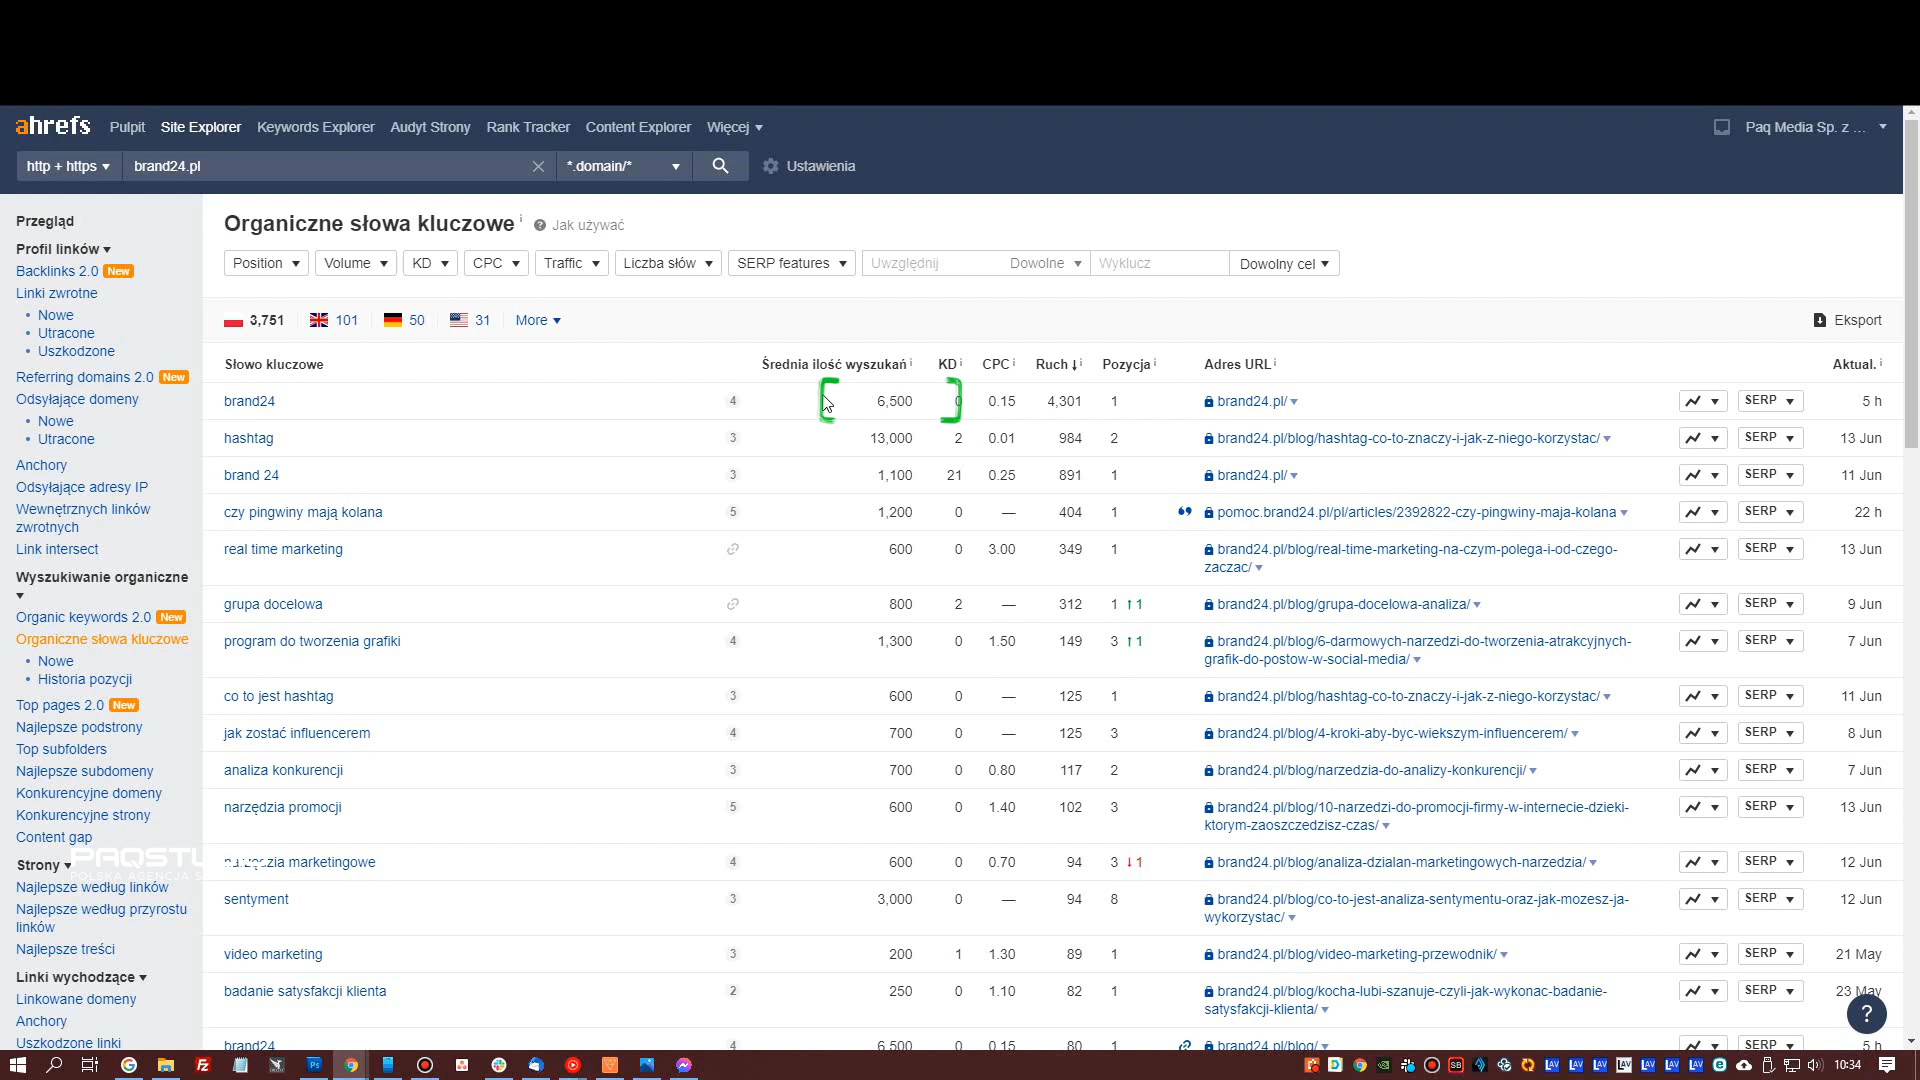 ahrefs Pulpit Site Explorer Keywords Explorer Audyt Strony Rank Tracker Content Explorer Więcej Paq Media Sp. z ...
http + https brand24.pl *.domain/* Ustawienia
Przegląd
Profil linków
Backlinks 2.0 New
Linki zwrotne
Nowe
Utracone
Uszkodzone
Referring domains 2.0 New
Odsyłające domeny
Nowe
Utracone
Anchory
Odsyłające adresy IP
Wewnętrznych linków
zwrotnych
Link intersect
Wyszukiwanie organiczne
Organic keywords 2.0 New
Organiczne słowa kluczowe
Nowe
Historia pozycji
Top pages 2.0 New
Najlepsze podstrony
Top subfolders
Najlepsze subdomeny
Konkurencyjne domeny
Konkurencyjne strony
Content gap
Strony
Najlepsze według linków
Najlepsze według przyrostu
linków
Najlepsze treści
Linki wychodzące
Linkowane domeny
Anchory
Uszkodzone linki
Organiczne słowa kluczowe i ? Jak używać
Position Volume KD CPC Traffic Liczba słów SERP features Uwzględnij Dowolne Wyklucz Dowolny cel
3,751 101 50 31 More Eksport
Słowo kluczowe Średnia ilość wyszukań i KD i CPC i Ruch ↓ i Pozycja i Adres URL i Aktual. i
brand24 4 6,500 0 0.15 4,301 1 brand24.pl/ SERP 5 h
hashtag 3 13,000 2 0.01 984 2 brand24.pl/blog/hashtag-co-to-znaczy-i-jak-z-niego-korzystac/ SERP 13 Jun
brand 24 3 1,100 21 0.25 891 1 brand24.pl/ SERP 11 Jun
czy pingwiny mają kolana 5 1,200 0 — 404 1 pomoc.brand24.pl/pl/articles/2392822-czy-pingwiny-maja-kolana SERP 22 h
real time marketing 600 0 3.00 349 1 brand24.pl/blog/real-time-marketing-na-czym-polega-i-od-czego- SERP 13 Jun
zaczac/
grupa docelowa 800 2 — 312 1 ↑1 brand24.pl/blog/grupa-docelowa-analiza/ SERP 9 Jun
program do tworzenia grafiki 4 1,300 0 1.50 149 3 ↑1 brand24.pl/blog/6-darmowych-narzedzi-do-tworzenia-atrakcyjnych- SERP 7 Jun
grafik-do-postow-w-social-media/
co to jest hashtag 3 600 0 — 125 1 brand24.pl/blog/hashtag-co-to-znaczy-i-jak-z-niego-korzystac/ SERP 11 Jun
jak zostać influencerem 4 700 0 — 125 3 brand24.pl/blog/4-kroki-aby-byc-wiekszym-influencerem/ SERP 8 Jun
analiza konkurencji 3 700 0 0.80 117 2 brand24.pl/blog/narzedzia-do-analizy-konkurencji/ SERP 7 Jun
narzędzia promocji 5 600 0 1.40 102 3 brand24.pl/blog/10-narzedzi-do-promocji-firmy-w-internecie-dzieki- SERP 13 Jun
ktorym-zaoszczedzisz-czas/
narzędzia marketingowe 4 600 0 0.70 94 3 ↓1 brand24.pl/blog/analiza-dzialan-marketingowych-narzedzia/ SERP 12 Jun
sentyment 3 3,000 0 — 94 8 brand24.pl/blog/co-to-jest-analiza-sentymentu-oraz-jak-mozesz-ja- SERP 12 Jun
wykorzystac/
video marketing 3 200 1 1.30 89 1 brand24.pl/blog/video-marketing-przewodnik/ SERP 21 May
badanie satysfakcji klienta 2 250 0 1.10 82 1 brand24.pl/blog/kocha-lubi-szanuje-czyli-jak-wykonac-badanie- SERP 23 May
satysfakcji-klienta/
brand24 4 6,500 0 0.15 80 1 brand24.pl/blog/ SERP 5 h
?
10:34